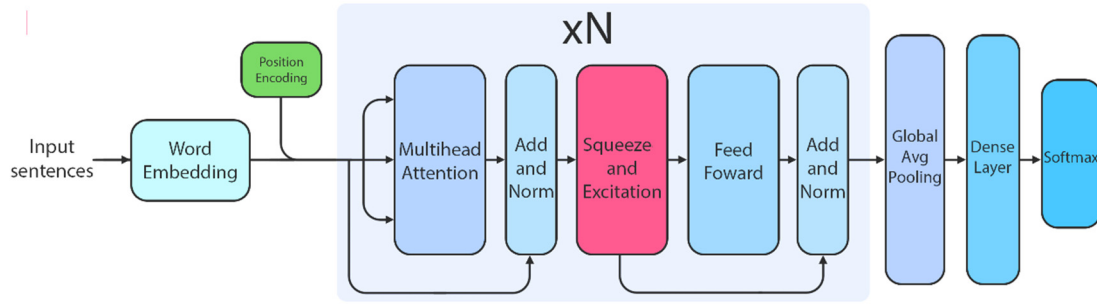 xN
Position
Encoding
Input
sentences
Word
Embedding
Multihead
Attention
Add
and
Norm
Squeeze
and
Excitation
Feed
Foward
Add
and
Norm
Global
Avg
Pooling
Dense
Layer
Softmax